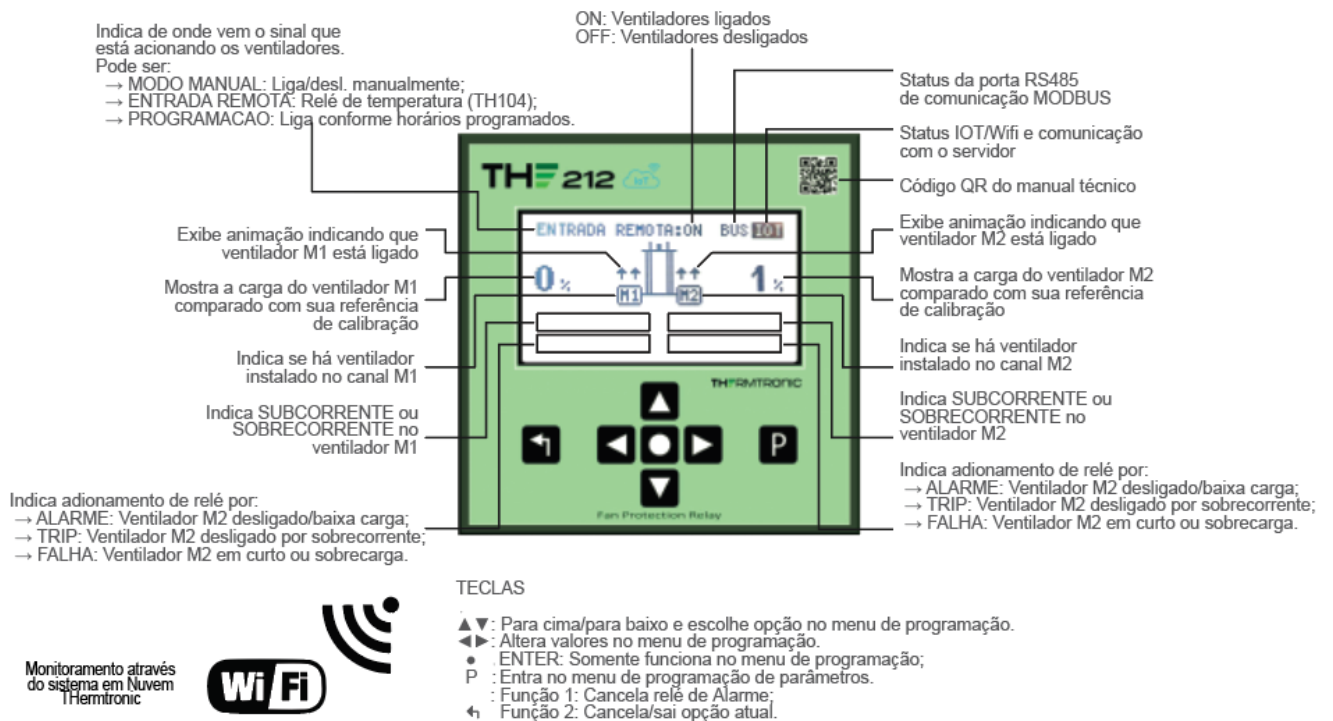 Indica de onde vem o sinal que
está acionando os ventiladores.
Pode ser:
→ MODO MANUAL: Liga/desl. manualmente;
→ ENTRADA REMOTA: Relé de temperatura (TH104);
→ PROGRAMACAO: Liga conforme horários programados.
ON: Ventiladores ligados
OFF: Ventiladores desligados
Status da porta RS485
de comunicação MODBUS
Status IOT/Wifi e comunicação
com o servidor
Código QR do manual técnico
Exibe animação indicando que
ventilador M2 está ligado
Mostra a carga do ventilador M2
comparado com sua referência
de calibração
Indica se há ventilador
instalado no canal M2
Indica SUBCORRENTE ou
SOBRECORRENTE no
ventilador M2
Indica adionamento de relé por:
→ ALARME: Ventilador M2 desligado/baixa carga;
→ TRIP: Ventilador M2 desligado por sobrecorrente;
→ FALHA: Ventilador M2 em curto ou sobrecarga.
Exibe animação indicando que
ventilador M1 está ligado
Mostra a carga do ventilador M1
comparado com sua referência
de calibração
Indica se há ventilador
instalado no canal M1
Indica SUBCORRENTE ou
SOBRECORRENTE no
ventilador M1
Indica adionamento de relé por:
→ ALARME: Ventilador M2 desligado/baixa carga;
→ TRIP: Ventilador M2 desligado por sobrecorrente;
→ FALHA: Ventilador M2 em curto ou sobrecarga.
TH 212 IoT
ENTRADA REMOTA:ON BUS IOT
0 % 1 %
M1 M2
THERMTRONIC
P
Fan Protection Relay
TECLAS
▲▼: Para cima/para baixo e escolhe opção no menu de programação.
◀▶: Altera valores no menu de programação.
● ENTER: Somente funciona no menu de programação;
P : Entra no menu de programação de parâmetros.
: Função 1: Cancela relé de Alarme;
↰ Função 2: Cancela/sai opção atual.
Monitoramento através
do sistema em Nuvem
THermtronic
Wi Fi